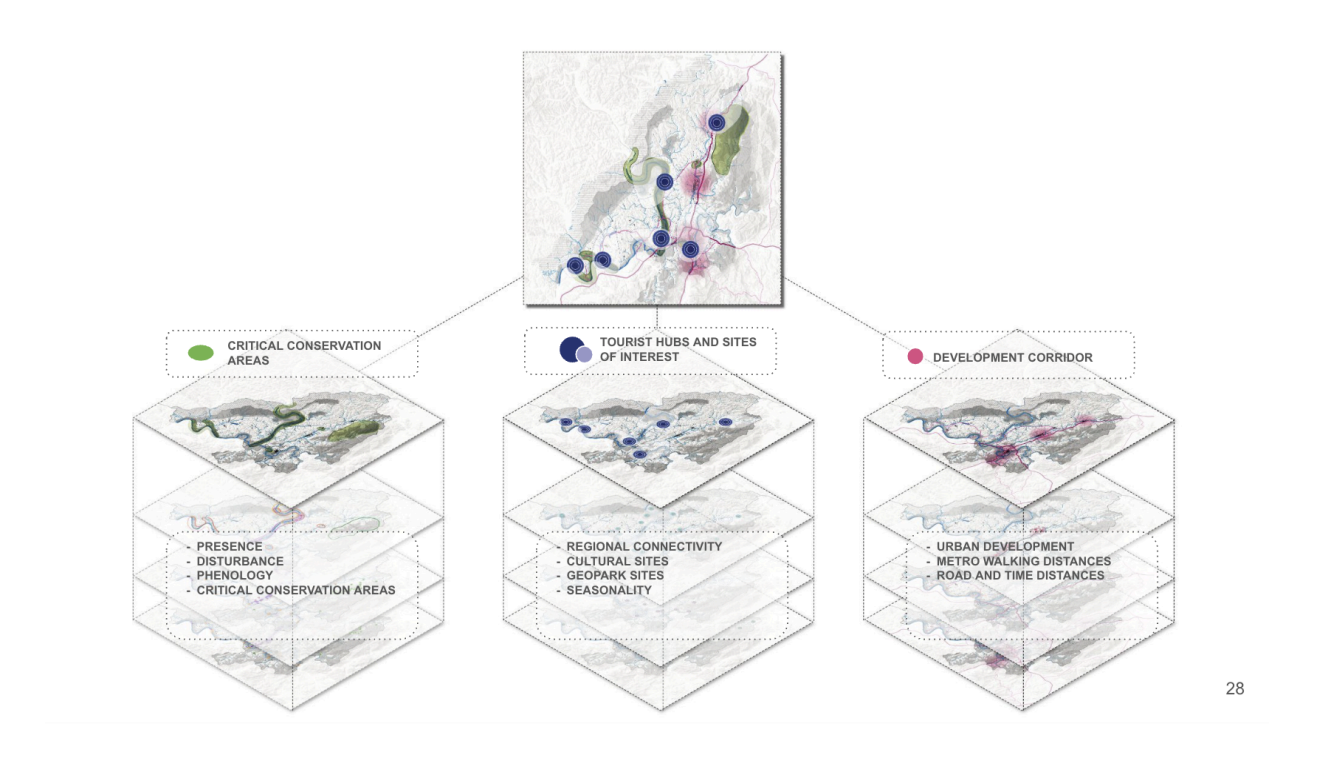 CRITICAL CONSERVATION
AREAS
TOURIST HUBS AND SITES
OF INTEREST
DEVELOPMENT CORRIDOR
- PRESENCE
- DISTURBANCE
- PHENOLOGY
- CRITICAL CONSERVATION AREAS
- REGIONAL CONNECTIVITY
- CULTURAL SITES
- GEOPARK SITES
- SEASONALITY
- URBAN DEVELOPMENT
- METRO WALKING DISTANCES
- ROAD AND TIME DISTANCES
28